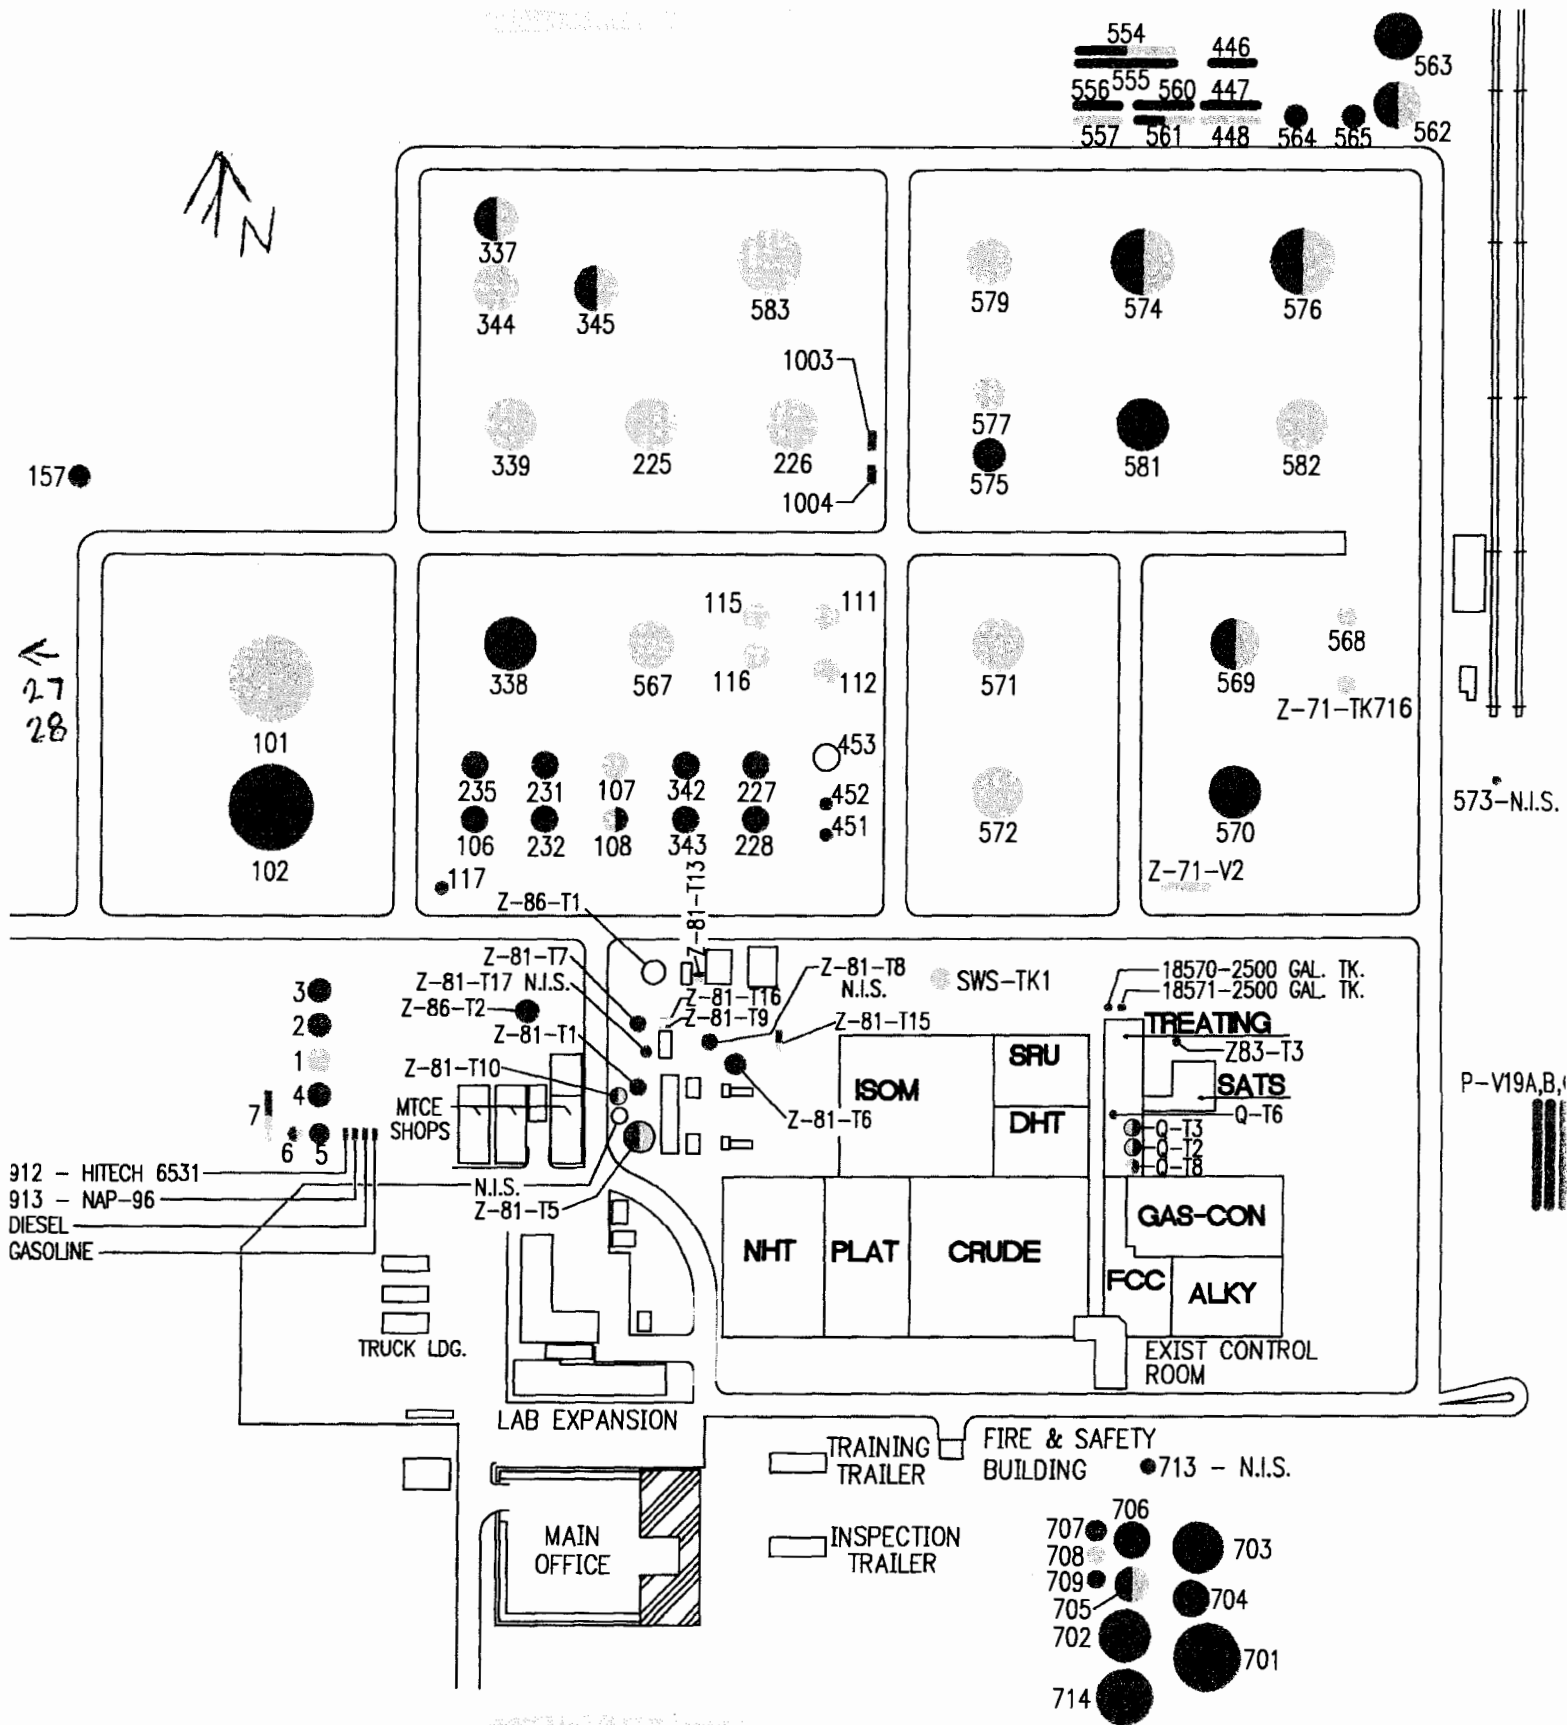 554
446
563
555
556
560
447
557
561
448
564
565
562
N
337
344
345
583
579
574
576
1003
577
339
225
226
575
581
582
157
1004
115
111
568
338
567
116
112
571
569
Z-71-TK716
27
28
101
453
235
231
107
342
227
452
573-N.I.S.
106
232
108
343
228
451
572
570
102
117
Z-71-V2
Z-86-T1
Z-81-T13
Z-81-T7
Z-81-T8
N.I.S.
SWS-TK1
18570-2500 GAL. TK.
18571-2500 GAL. TK.
3
Z-81-T17 N.I.S.
Z-81-T16
2
Z-86-T2
Z-81-T9
Z-81-T15
TREATING
Z-81-T1
Z83-T3
1
Z-81-T10
SRU
SATS
P-V19A,B,
ISOM
4
7
MTCE
SHOPS
Z-81-T6
DHT
Q-T6
Q-T3
Q-T2
Q-T8
6
5
912 - HITECH 6531
913 - NAP-96
DIESEL
GASOLINE
N.I.S.
Z-81-T5
NHT
PLAT
CRUDE
GAS-CON
FCC
ALKY
TRUCK LDG.
EXIST CONTROL
ROOM
LAB EXPANSION
TRAINING
TRAILER
FIRE & SAFETY
BUILDING
713 - N.I.S.
MAIN
OFFICE
INSPECTION
TRAILER
707
706
703
708
709
705
704
702
701
714